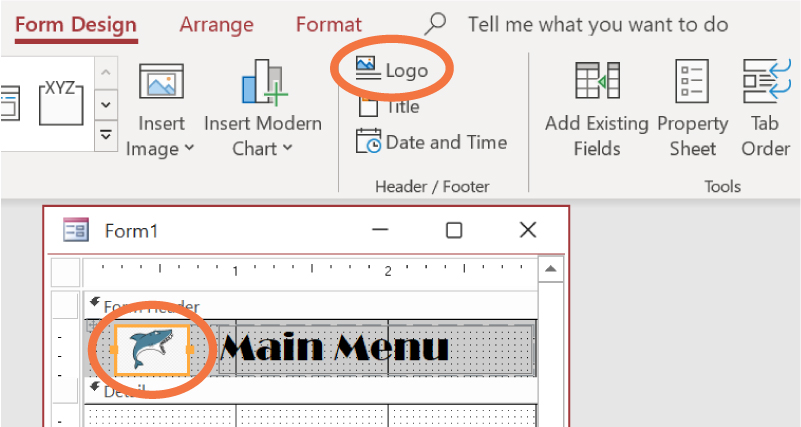 Form Design Arrange Format Tell me what you want to do
XYZ
Insert Image
Insert Modern Chart
Logo
Title
Date and Time
Header / Footer
Add Existing Fields
Property Sheet
Tab Order
Tools
Form1
1 2
Form Header
Main Menu
Detail